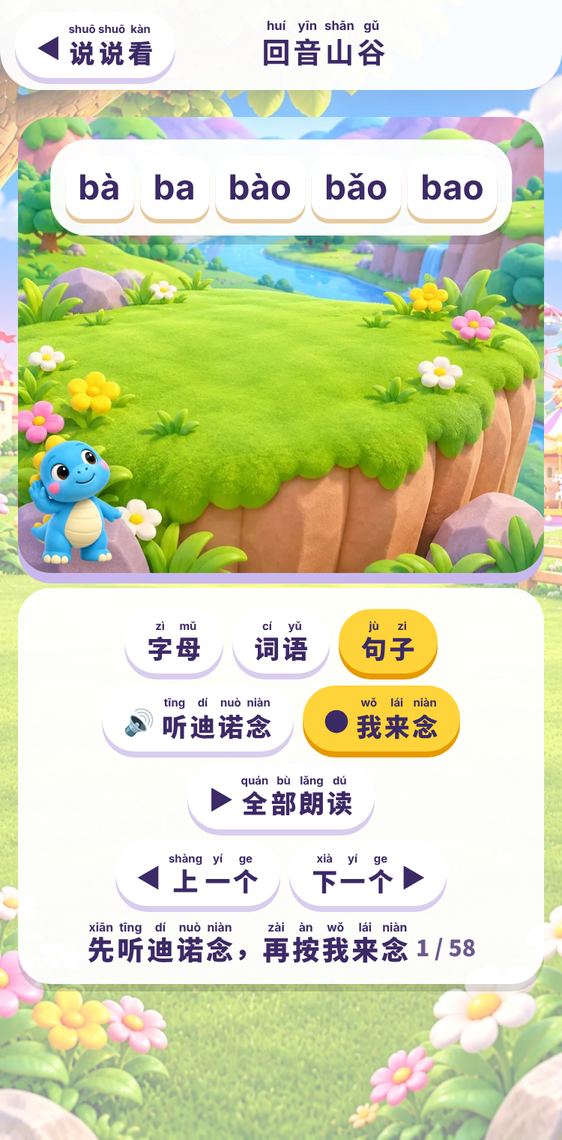 shuō shuō kàn
◀ 说说看
huí yīn shān gǔ
回音山谷
bà ba bào bǎo bao
zì mǔ
字母
cí yǔ
词语
jù zi
句子
tīng dí nuò niàn
🔊 听迪诺念
wǒ lái niàn
● 我来念
quán bù lǎng dú
▶ 全部朗读
shàng yí ge
◀ 上一个
xià yí ge
下一个 ▶
xiān tīng dí nuò niàn zài àn wǒ lái niàn
先听迪诺念，再按我来念 1 / 58